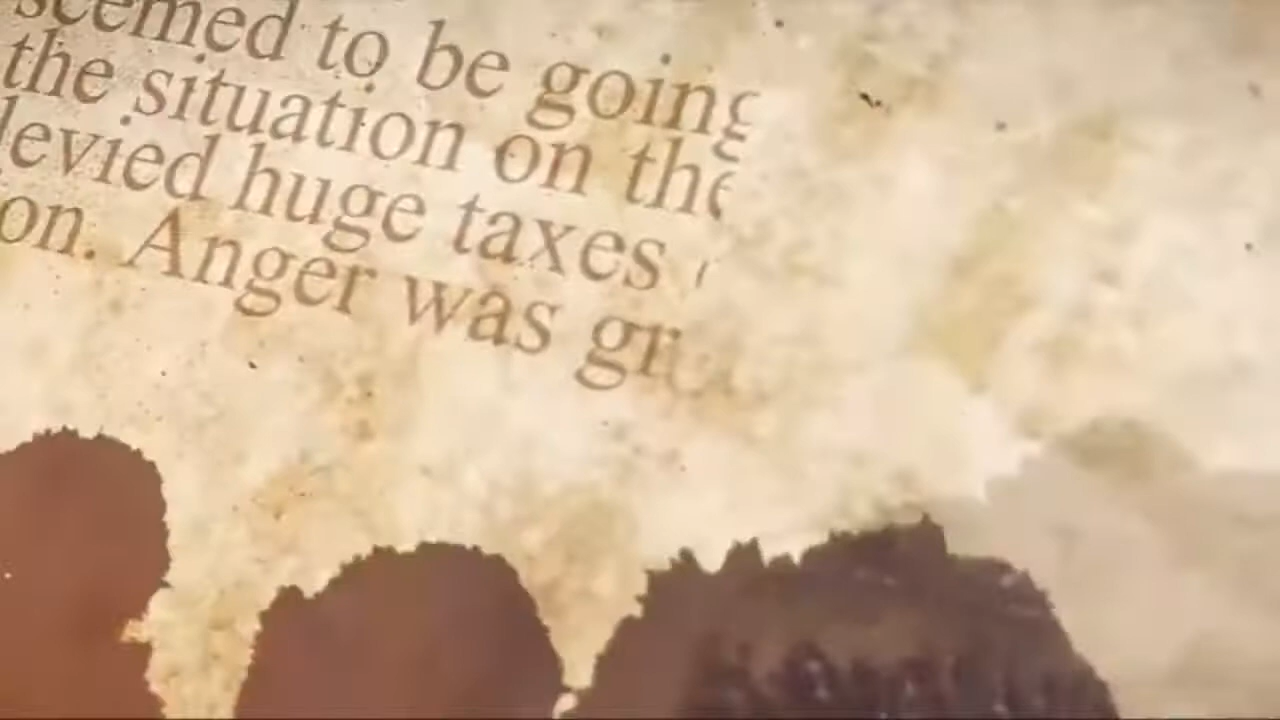 seemed to be going
the situation on the
levied huge taxes
on. Anger was